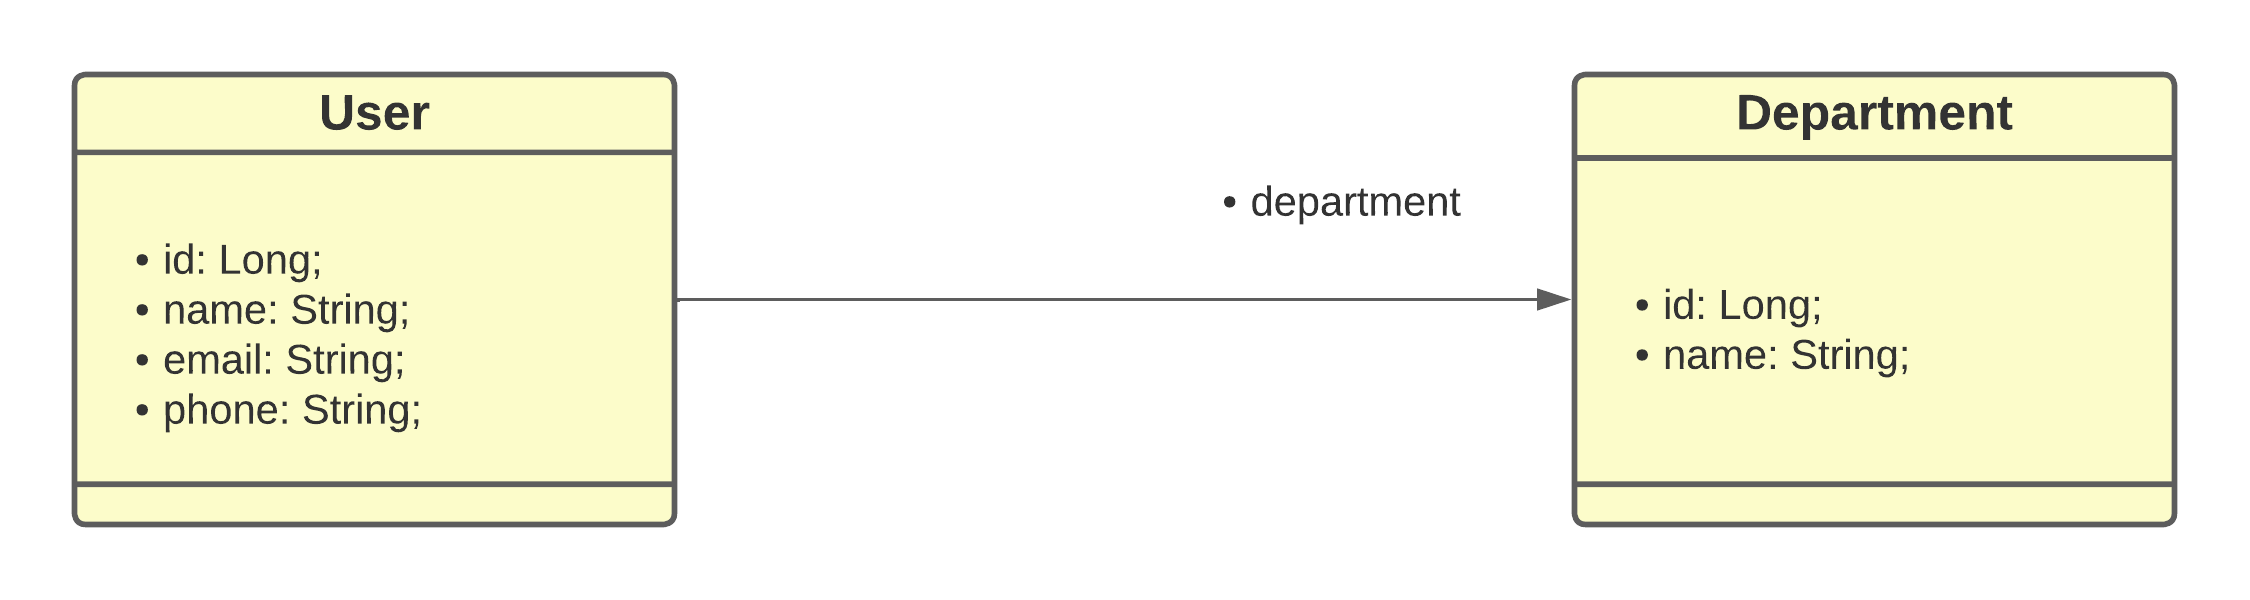 User
• id: Long;
• name: String;
• email: String;
• phone: String;
• department
Department
• id: Long;
• name: String;